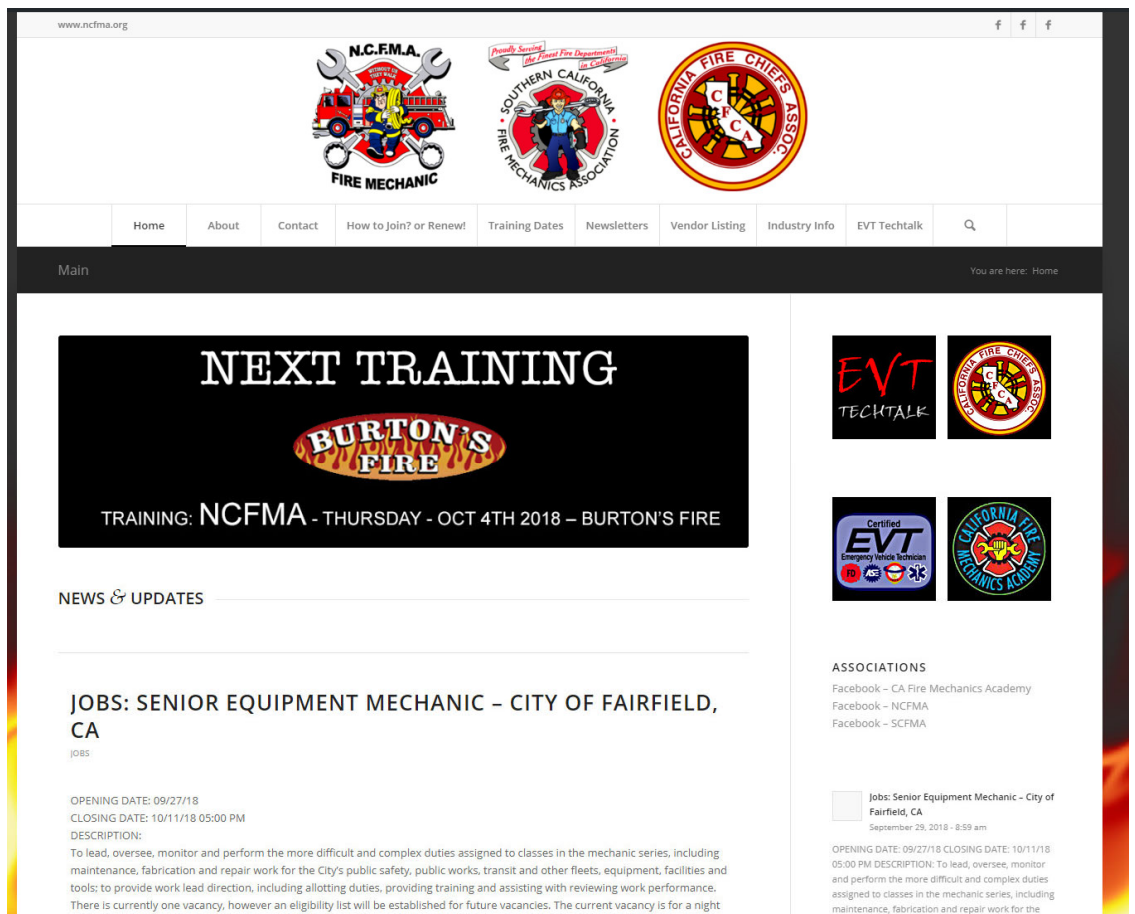 www.ncfma.org
N.C.F.M.A.
WITHOUT US
THEY WALK
FIRE MECHANIC
Proudly Serving
the Finest Fire Departments
in California
SOUTHERN CALIFORNIA
FIRE MECHANICS ASSOCIATION
CALIFORNIA FIRE CHIEFS ASSOC.
CFCA
Home About Contact How to Join? or Renew! Training Dates Newsletters Vendor Listing Industry Info EVT Techtalk
Main
You are here: Home
NEXT TRAINING
BURTON'S
FIRE
TRAINING: NCFMA - THURSDAY - OCT 4TH 2018 – BURTON'S FIRE
NEWS & UPDATES
JOBS: SENIOR EQUIPMENT MECHANIC – CITY OF FAIRFIELD,
CA
JOBS
OPENING DATE: 09/27/18
CLOSING DATE: 10/11/18 05:00 PM
DESCRIPTION:
To lead, oversee, monitor and perform the more difficult and complex duties assigned to classes in the mechanic series, including
maintenance, fabrication and repair work for the City's public safety, public works, transit and other fleets, equipment, facilities and
tools; to provide work lead direction, including allotting duties, providing training and assisting with reviewing work performance.
There is currently one vacancy, however an eligibility list will be established for future vacancies. The current vacancy is for a night
EVT
TECHTALK
CALIFORNIA FIRE CHIEFS ASSOC.
CFCA
Certified
EVT
Emergency Vehicle Technician
FD ASE
CALIFORNIA FIRE
MECHANICS ACADEMY
ASSOCIATIONS
Facebook – CA Fire Mechanics Academy
Facebook – NCFMA
Facebook – SCFMA
Jobs: Senior Equipment Mechanic – City of
Fairfield, CA
September 29, 2018 - 8:59 am
OPENING DATE: 09/27/18 CLOSING DATE: 10/11/18
05:00 PM DESCRIPTION: To lead, oversee, monitor
and perform the more difficult and complex duties
assigned to classes in the mechanic series, including
maintenance, fabrication and repair work for the